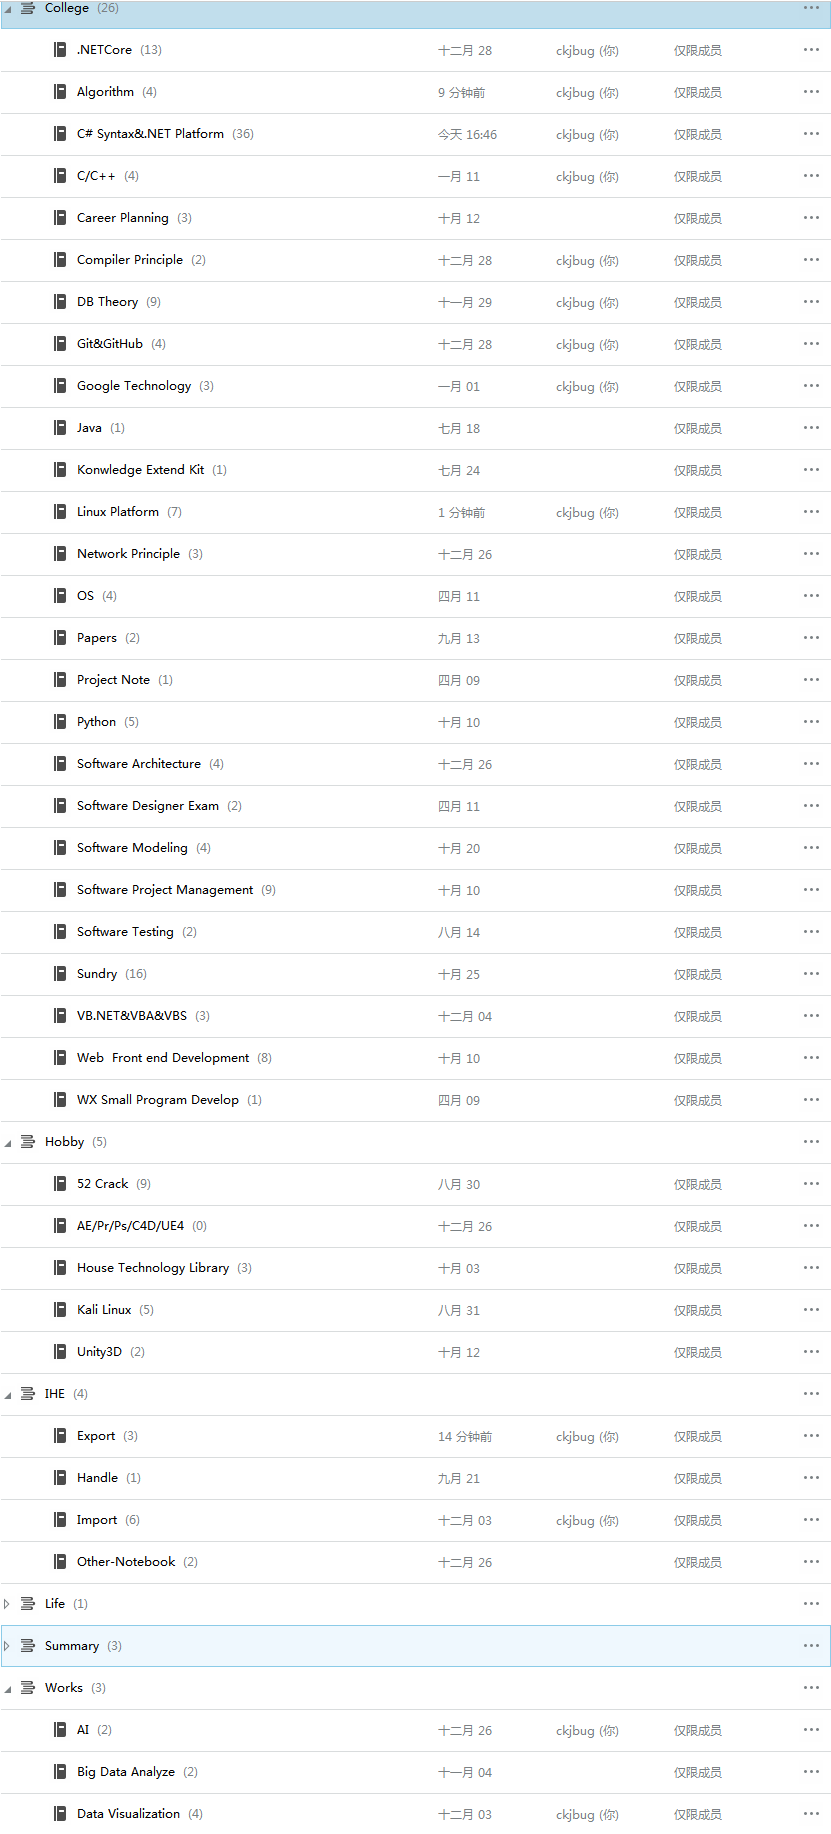 College (26)
.NETCore (13) 十二月 28 ckjbug (你) 仅限成员
Algorithm (4) 9 分钟前 ckjbug (你) 仅限成员
C# Syntax&.NET Platform (36) 今天 16:46 ckjbug (你) 仅限成员
C/C++ (4) 一月 11 ckjbug (你) 仅限成员
Career Planning (3) 十月 12 仅限成员
Compiler Principle (2) 十二月 28 ckjbug (你) 仅限成员
DB Theory (9) 十一月 29 ckjbug (你) 仅限成员
Git&GitHub (4) 十二月 28 ckjbug (你) 仅限成员
Google Technology (3) 一月 01 ckjbug (你) 仅限成员
Java (1) 七月 18 仅限成员
Konwledge Extend Kit (1) 七月 24 仅限成员
Linux Platform (7) 1 分钟前 ckjbug (你) 仅限成员
Network Principle (3) 十二月 26 仅限成员
OS (4) 四月 11 仅限成员
Papers (2) 九月 13 仅限成员
Project Note (1) 四月 09 仅限成员
Python (5) 十月 10 仅限成员
Software Architecture (4) 十二月 26 仅限成员
Software Designer Exam (2) 四月 11 仅限成员
Software Modeling (4) 十月 20 仅限成员
Software Project Management (9) 十月 10 仅限成员
Software Testing (2) 八月 14 仅限成员
Sundry (16) 十月 25 仅限成员
VB.NET&VBA&VBS (3) 十二月 04 仅限成员
Web  Front end Development (8) 十月 10 仅限成员
WX Small Program Develop (1) 四月 09 仅限成员
Hobby (5)
52 Crack (9) 八月 30 仅限成员
AE/Pr/Ps/C4D/UE4 (0) 十二月 26 仅限成员
House Technology Library (3) 十月 03 仅限成员
Kali Linux (5) 八月 31 仅限成员
Unity3D (2) 十月 12 仅限成员
IHE (4)
Export (3) 14 分钟前 ckjbug (你) 仅限成员
Handle (1) 九月 21 仅限成员
Import (6) 十二月 03 ckjbug (你) 仅限成员
Other-Notebook (2) 十二月 26 仅限成员
Life (1)
Summary (3)
Works (3)
AI (2) 十二月 26 ckjbug (你) 仅限成员
Big Data Analyze (2) 十一月 04 仅限成员
Data Visualization (4) 十二月 03 ckjbug (你) 仅限成员